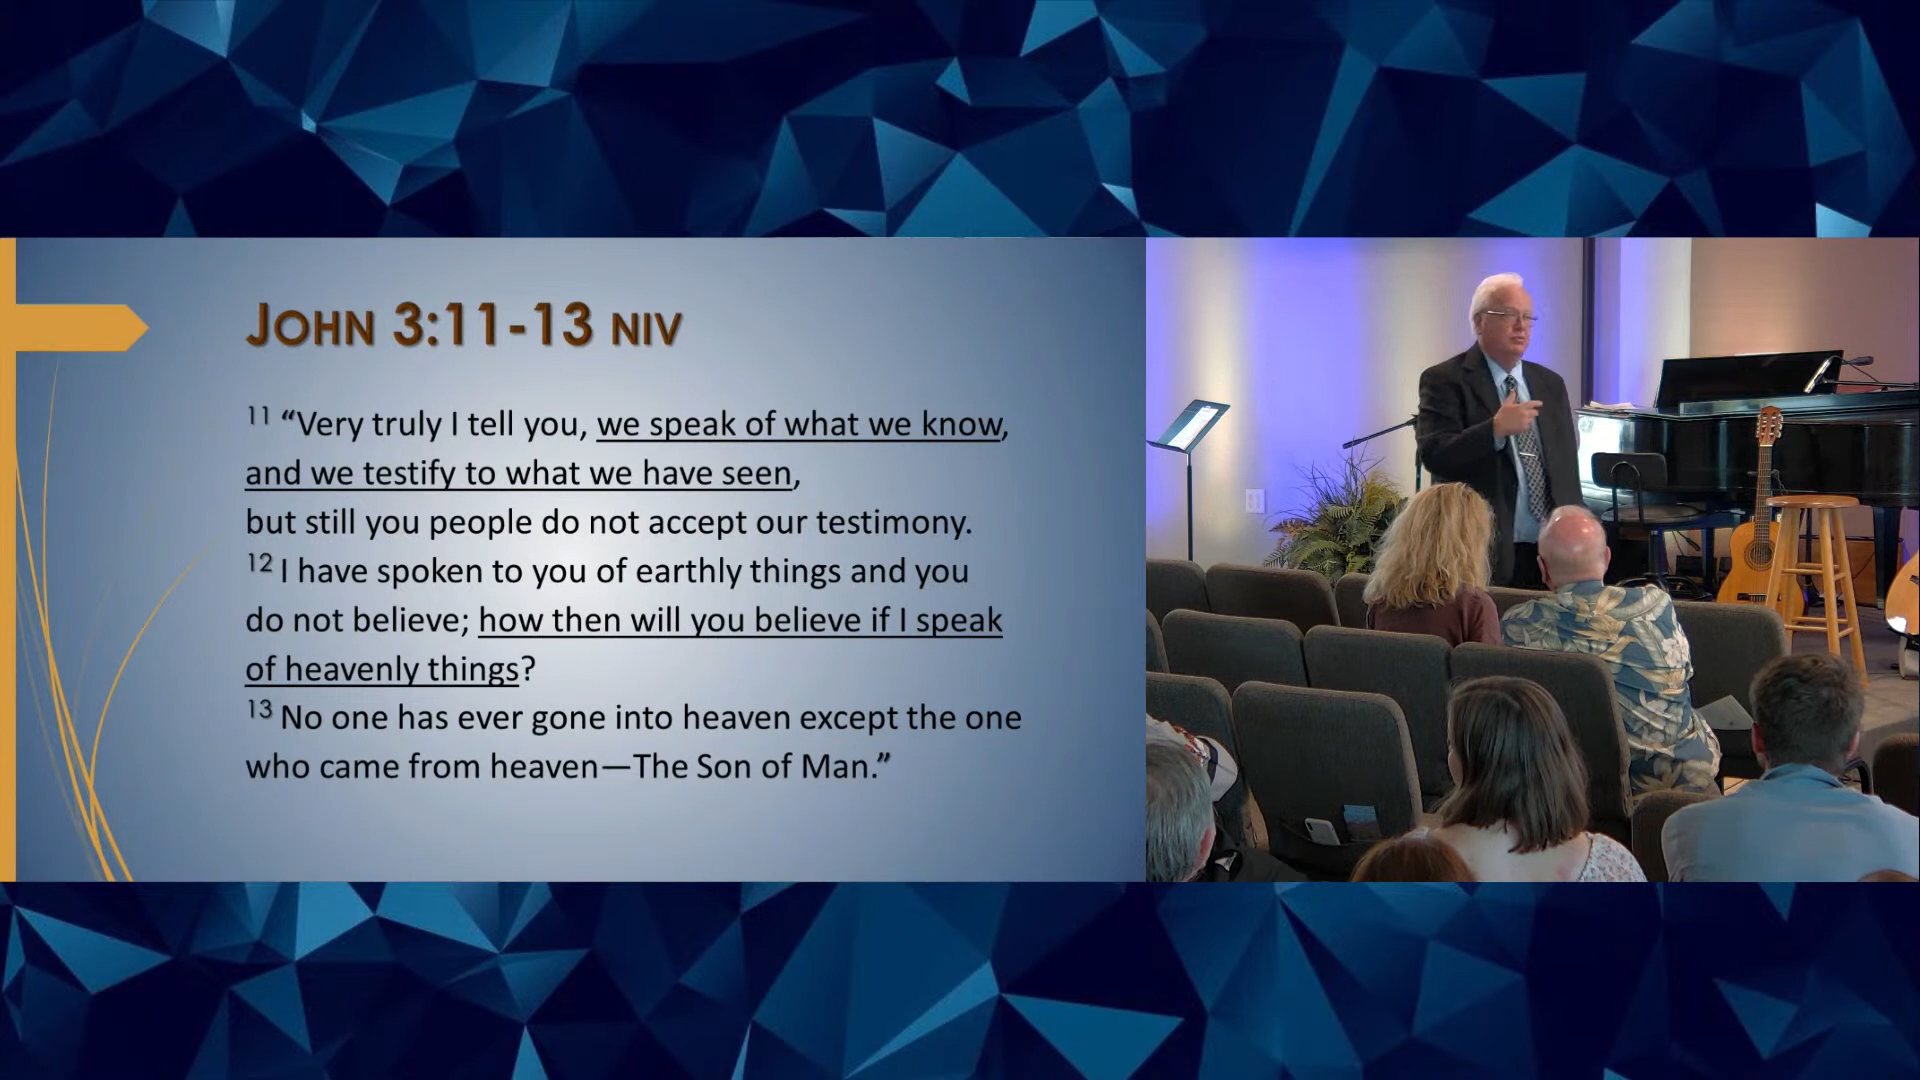 JOHN 3:11-13 NIV
11 “Very truly I tell you, we speak of what we know,
and we testify to what we have seen,
but still you people do not accept our testimony.
12 I have spoken to you of earthly things and you
do not believe; how then will you believe if I speak
of heavenly things?
13 No one has ever gone into heaven except the one
who came from heaven—The Son of Man.”